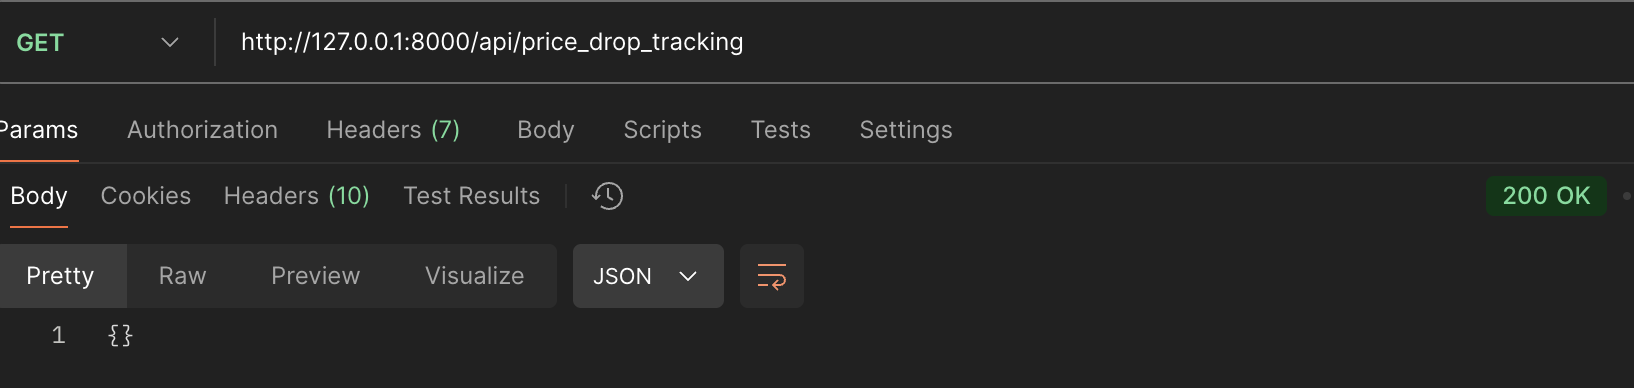 GET http://127.0.0.1:8000/api/price_drop_tracking
Params Authorization Headers (7) Body Scripts Tests Settings
Body Cookies Headers (10) Test Results 200 OK
Pretty Raw Preview Visualize JSON
1 {}